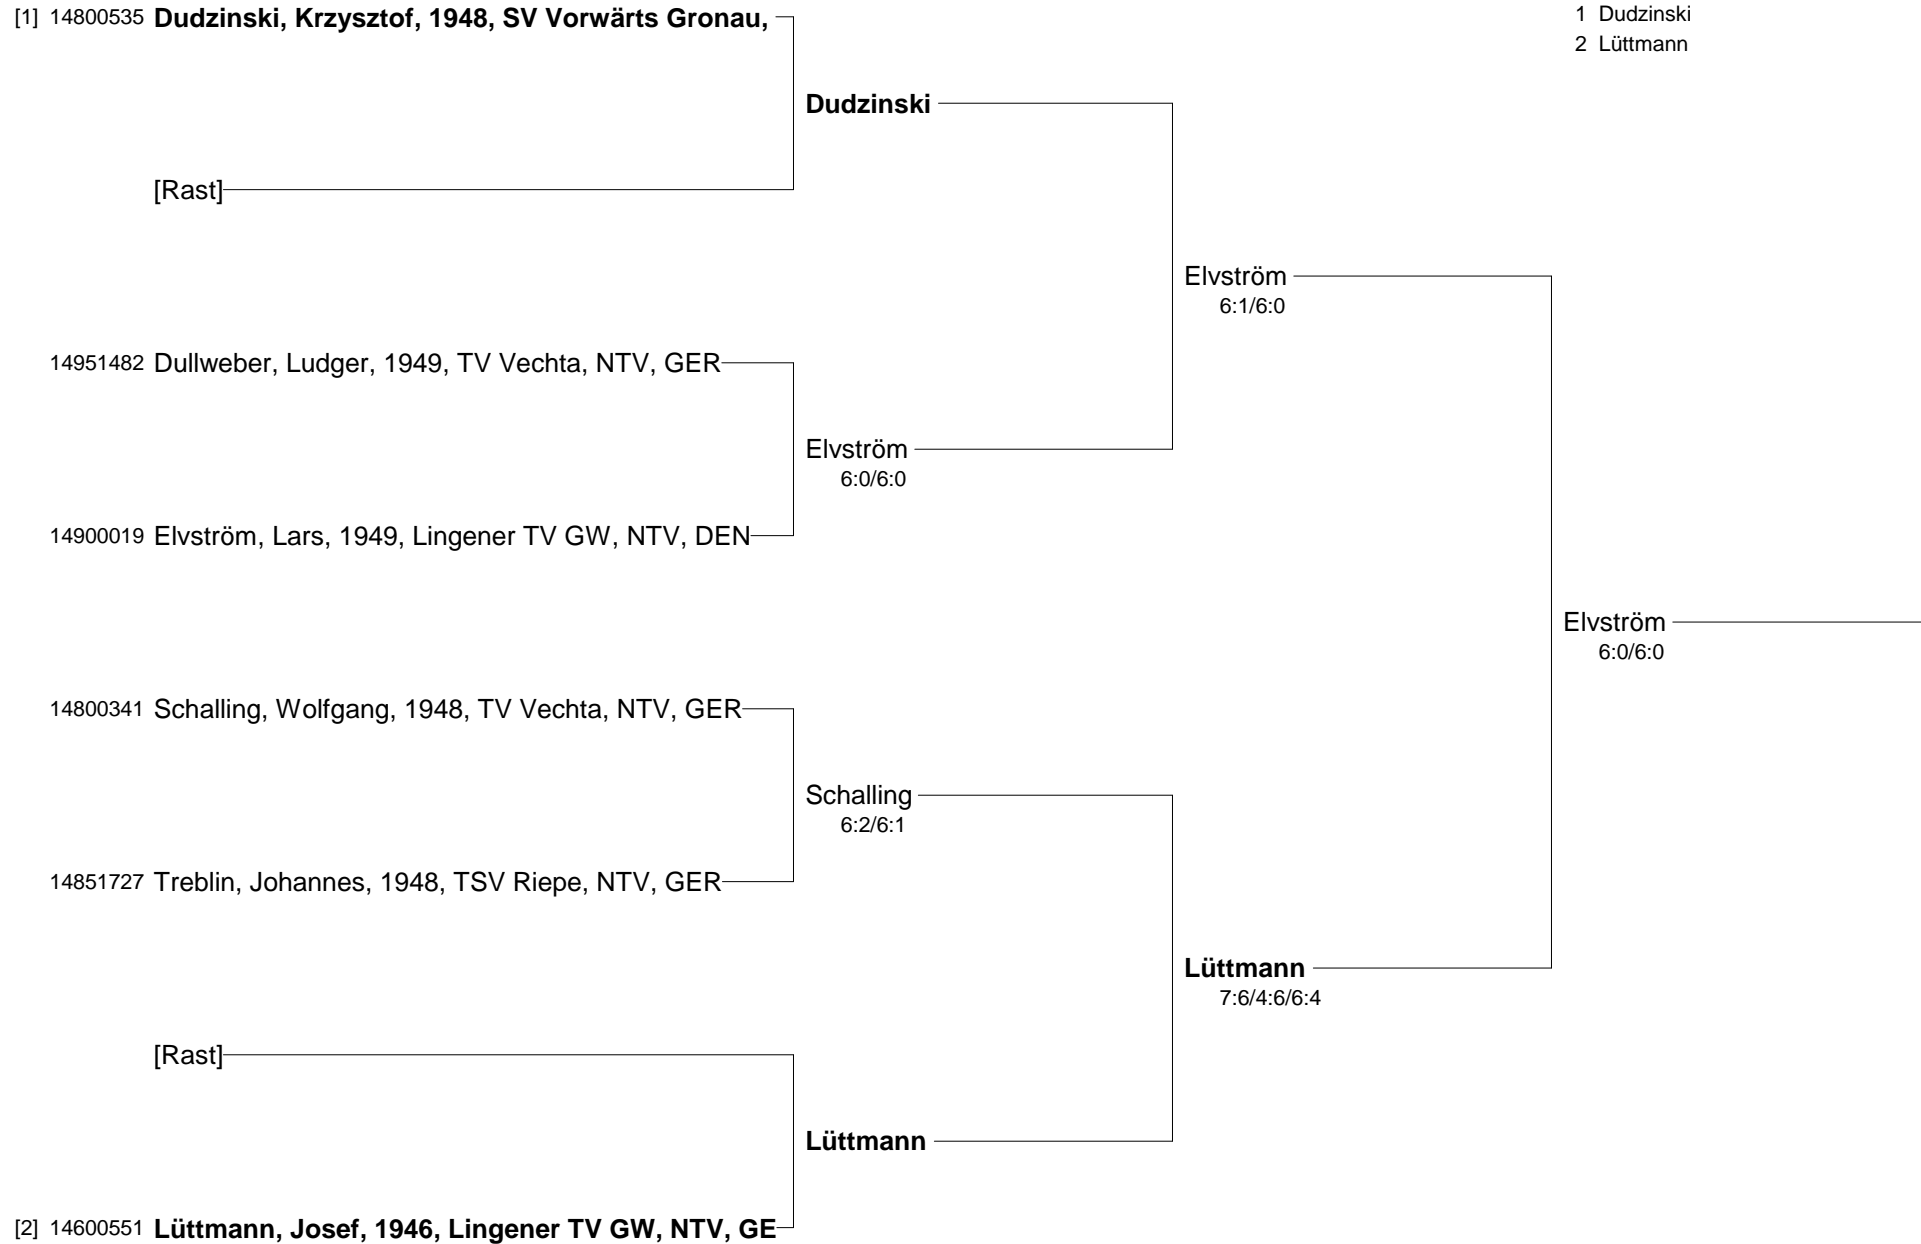 [1] 14800535 Dudzinski, Krzysztof, 1948, SV Vorwärts Gronau,
1 Dudzinski
2 Lüttmann
Dudzinski
[Rast]
Elvström
6:1/6:0
14951482 Dullweber, Ludger, 1949, TV Vechta, NTV, GER
Elvström
6:0/6:0
14900019 Elvström, Lars, 1949, Lingener TV GW, NTV, DEN
Elvström
6:0/6:0
14800341 Schalling, Wolfgang, 1948, TV Vechta, NTV, GER
Schalling
6:2/6:1
14851727 Treblin, Johannes, 1948, TSV Riepe, NTV, GER
Lüttmann
7:6/4:6/6:4
[Rast]
Lüttmann
[2] 14600551 Lüttmann, Josef, 1946, Lingener TV GW, NTV, GE